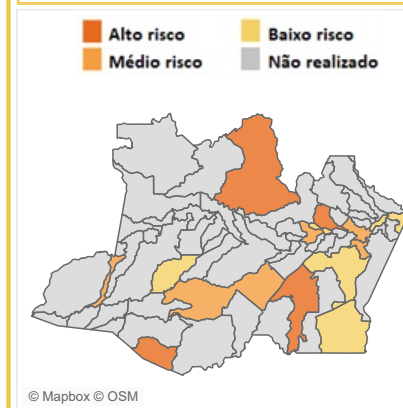 Alto risco
Baixo risco
Médio risco
Não realizado
© Mapbox © OSM